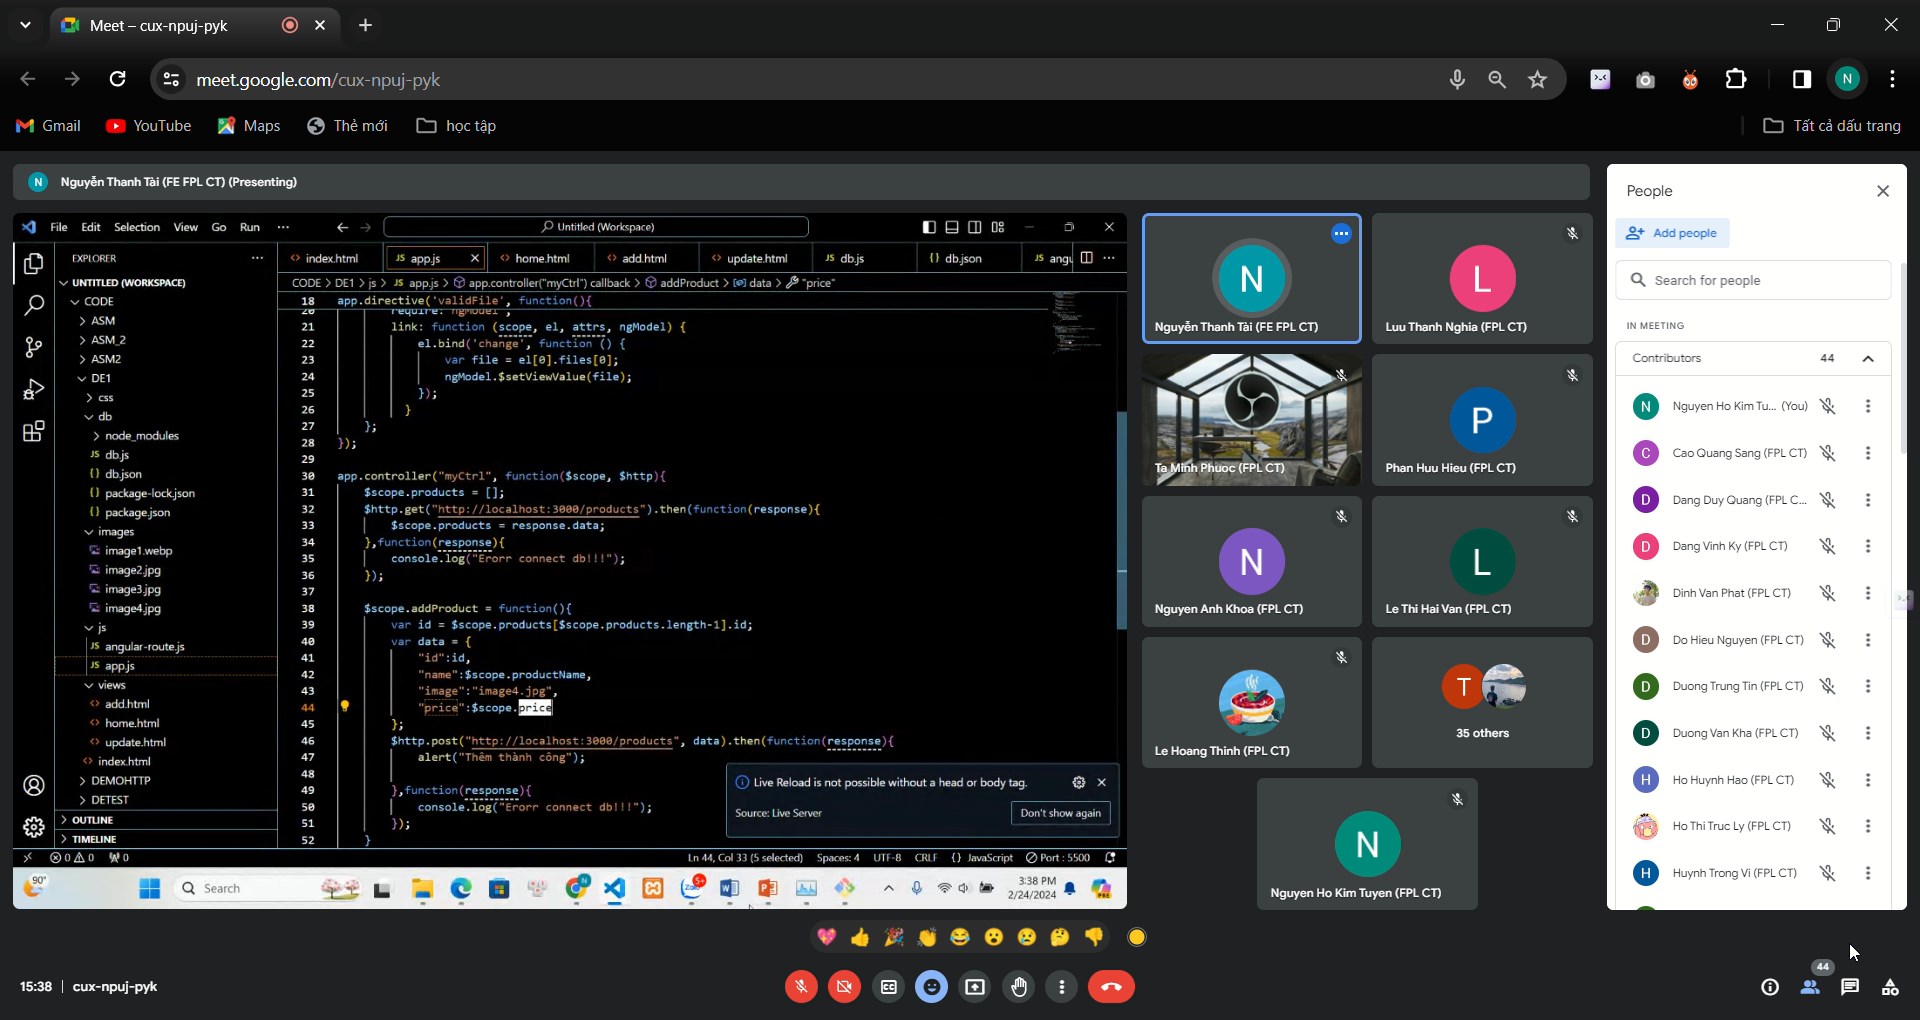 Meet – cux-npuj-pyk
meet.google.com/cux-npuj-pyk
N
Gmail
YouTube
Maps
Thẻ mới
học tập
Tất cả dấu trang
N
Nguyễn Thanh Tài (FE FPL CT) (Presenting)
File Edit Selection View Go Run ···
Untitled (Workspace)
EXPLORER
UNTITLED (WORKSPACE)
CODE
ASM
ASM_2
ASM2
DE1
css
db
node_modules
JS db.js
{} db.json
{} package-lock.json
{} package.json
images
image1.webp
image2.jpg
image3.jpg
image4.jpg
js
JS angular-route.js
JS app.js
views
<> add.html
<> home.html
<> update.html
<> index.html
DEMOHTTP
DETEST
OUTLINE
TIMELINE
<> index.html
JS app.js
<> home.html
<> add.html
<> update.html
JS db.js
{} db.json
JS angu
CODE > DE1 > js > JS app.js > app.controller("myCtrl") callback > addProduct > data > "price"
18 app.directive('validFile', function(){
20 require: 'ngModel',
21 link: function (scope, el, attrs, ngModel) {
22 el.bind('change', function () {
23 var file = el[0].files[0];
24 ngModel.$setViewValue(file);
25 });
26 }
27 };
28 });
29
30 app.controller("myCtrl", function($scope, $http){
31 $scope.products = [];
32 $http.get("http://localhost:3000/products").then(function(response){
33 $scope.products = response.data;
34 },function(response){
35 console.log("Erorr connect db!!!");
36 });
37
38 $scope.addProduct = function(){
39 var id = $scope.products[$scope.products.length-1].id;
40 var data = {
41 "id":id,
42 "name":$scope.productName,
43 "image":"image4.jpg",
44 "price":$scope.price
45 };
46 $http.post("http://localhost:3000/products", data).then(function(response){
47 alert("Thêm thành công");
48
49 },function(response){
50 console.log("Erorr connect db!!!");
51 });
52 }
Live Reload is not possible without a head or body tag.
Source: Live Server
Don't show again
0 0 0
Ln 44, Col 33 (5 selected) Spaces: 4 UTF-8 CRLF {} JavaScript Port : 5500
90°
Search
Zalo
5+
3:38 PM
2/24/2024
PRE
N
Nguyễn Thanh Tài (FE FPL CT)
L
Luu Thanh Nghia (FPL CT)
Ta Minh Phuoc (FPL CT)
P
Phan Huu Hieu (FPL CT)
N
Nguyen Anh Khoa (FPL CT)
L
Le Thi Hai Van (FPL CT)
Le Hoang Thinh (FPL CT)
T
35 others
N
Nguyen Ho Kim Tuyen (FPL CT)
People
Add people
Search for people
IN MEETING
Contributors 44
N Nguyen Ho Kim Tu... (You)
C Cao Quang Sang (FPL CT)
D Dang Duy Quang (FPL C...
D Dang Vinh Ky (FPL CT)
Dinh Van Phat (FPL CT)
D Do Hieu Nguyen (FPL CT)
D Duong Trung Tin (FPL CT)
D Duong Van Kha (FPL CT)
H Ho Huynh Hao (FPL CT)
Ho Thi Truc Ly (FPL CT)
H Huynh Trong Vi (FPL CT)
15:38 | cux-npuj-pyk
44